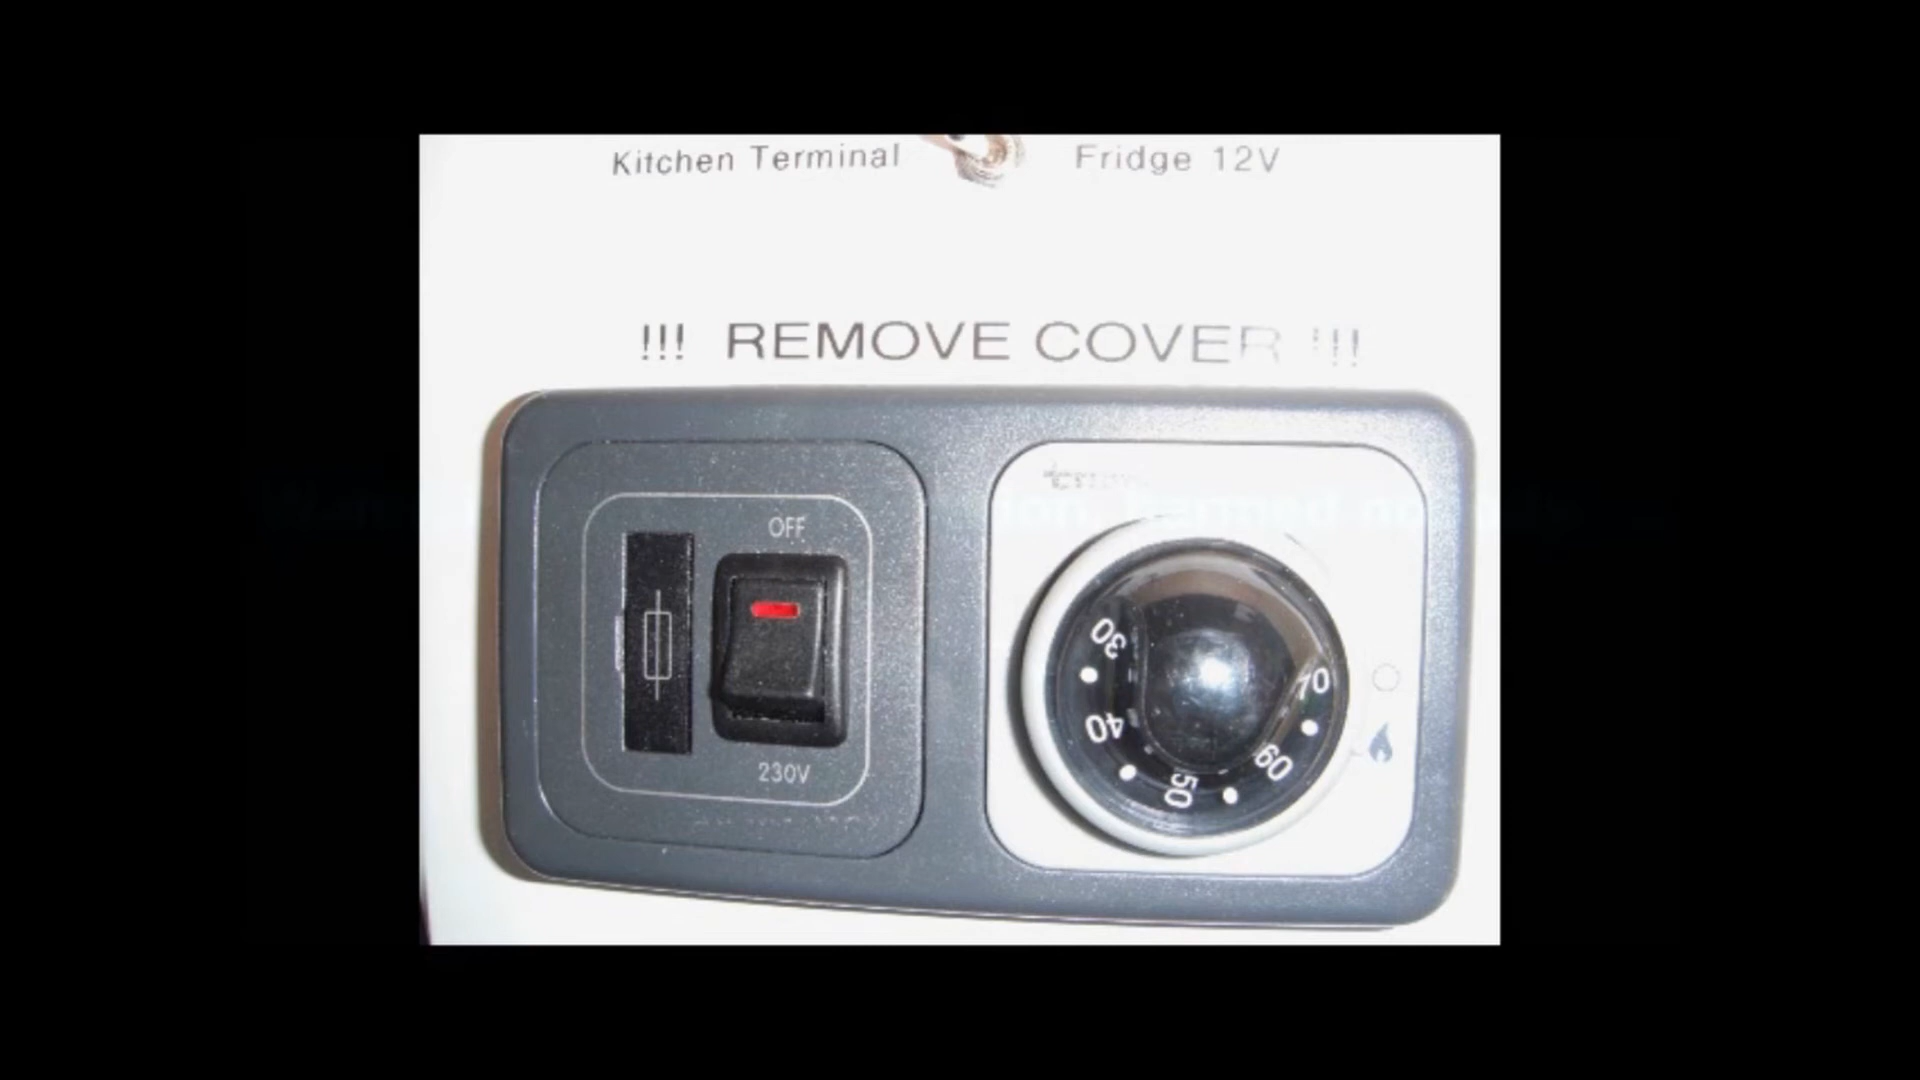 Kitchen Terminal Fridge 12V
!!! REMOVE COVER !!!
OFF
230V
30
40
50
60
70